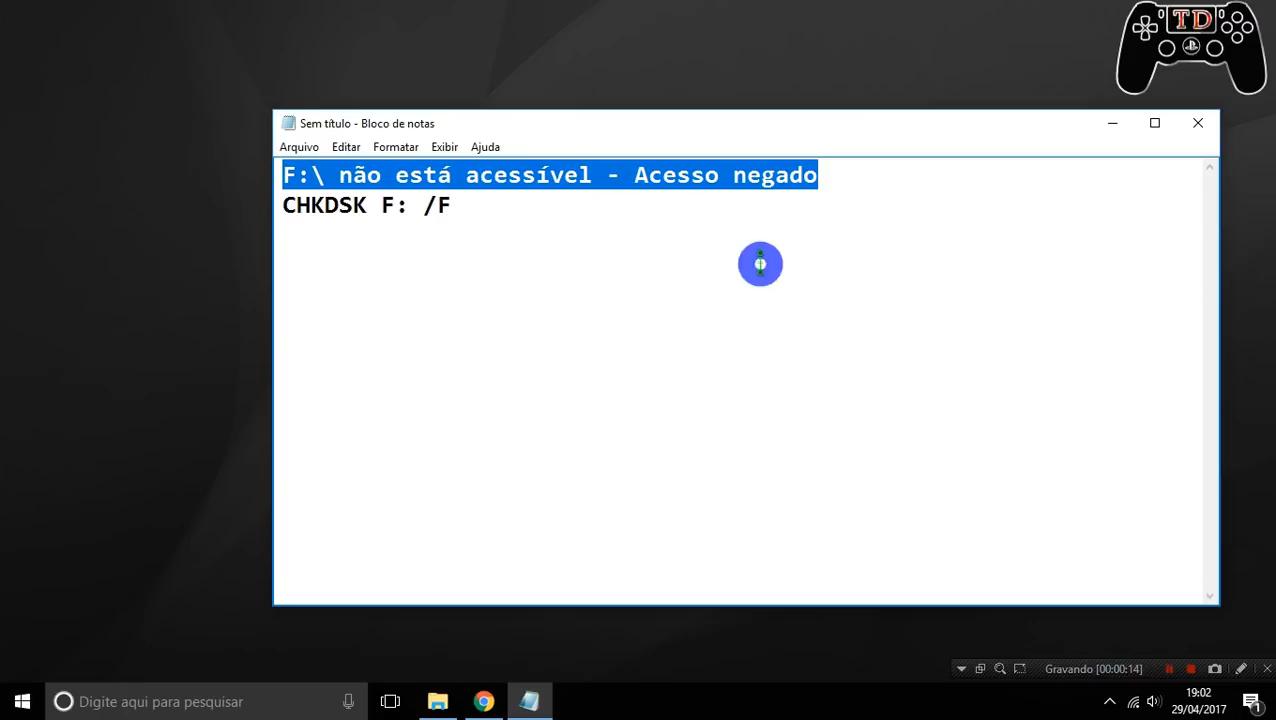 TD
Sem título - Bloco de notas
Arquivo Editar Formatar Exibir Ajuda
F:\ não está acessível - Acesso negado
CHKDSK F: /F
Gravando [00:00:14]
Digite aqui para pesquisar
19:02
29/04/2017
1